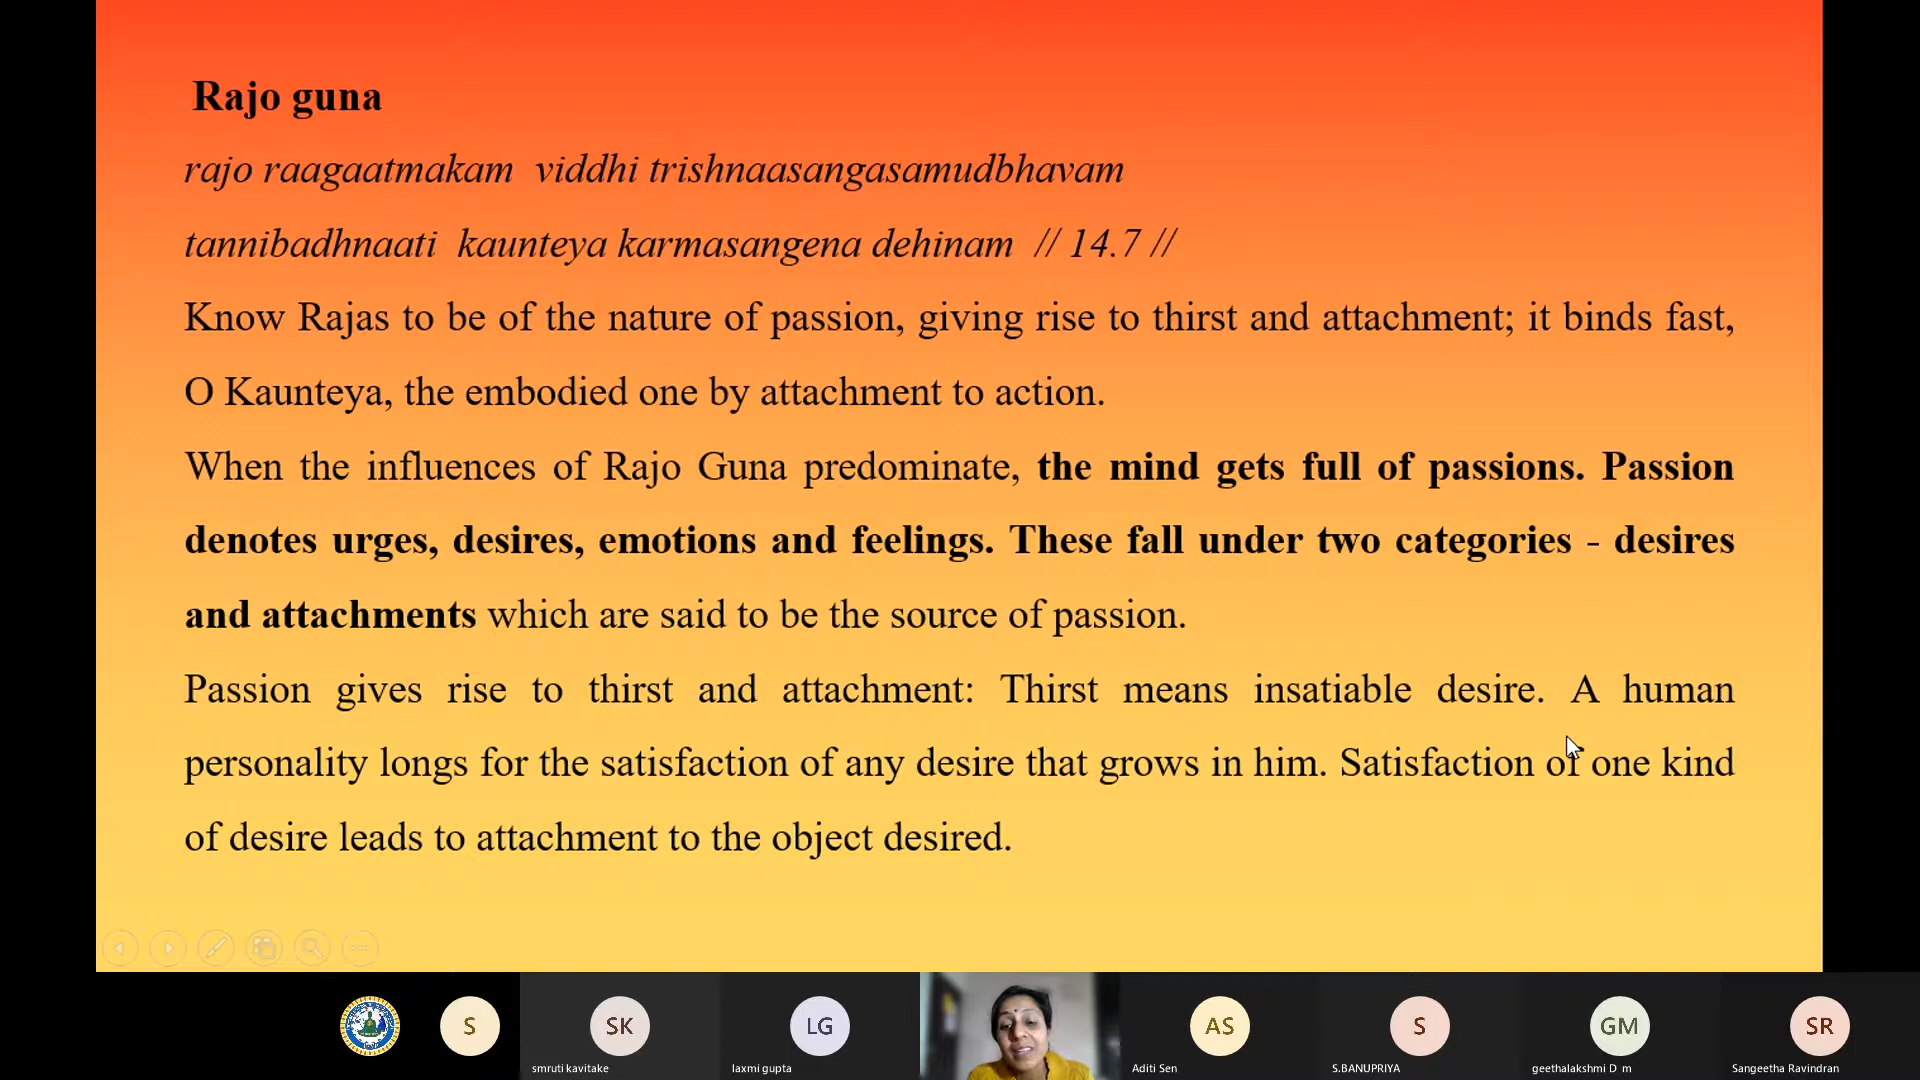 Rajo guna
rajo raagaatmakam viddhi trishnaasangasamudbhavam
tannibadhnaati kaunteya karmasangena dehinam // 14.7 //
Know Rajas to be of the nature of passion, giving rise to thirst and attachment; it binds fast,
O Kaunteya, the embodied one by attachment to action.
When the influences of Rajo Guna predominate, the mind gets full of passions. Passion
denotes urges, desires, emotions and feelings. These fall under two categories - desires
and attachments which are said to be the source of passion.
Passion gives rise to thirst and attachment: Thirst means insatiable desire. A human
personality longs for the satisfaction of any desire that grows in him. Satisfaction of one kind
of desire leads to attachment to the object desired.
S
SK
LG
AS
S
GM
SR
smruti kavitake
laxmi gupta
Aditi Sen
S.BANUPRIYA
geethalakshmi D m
Sangeetha Ravindran